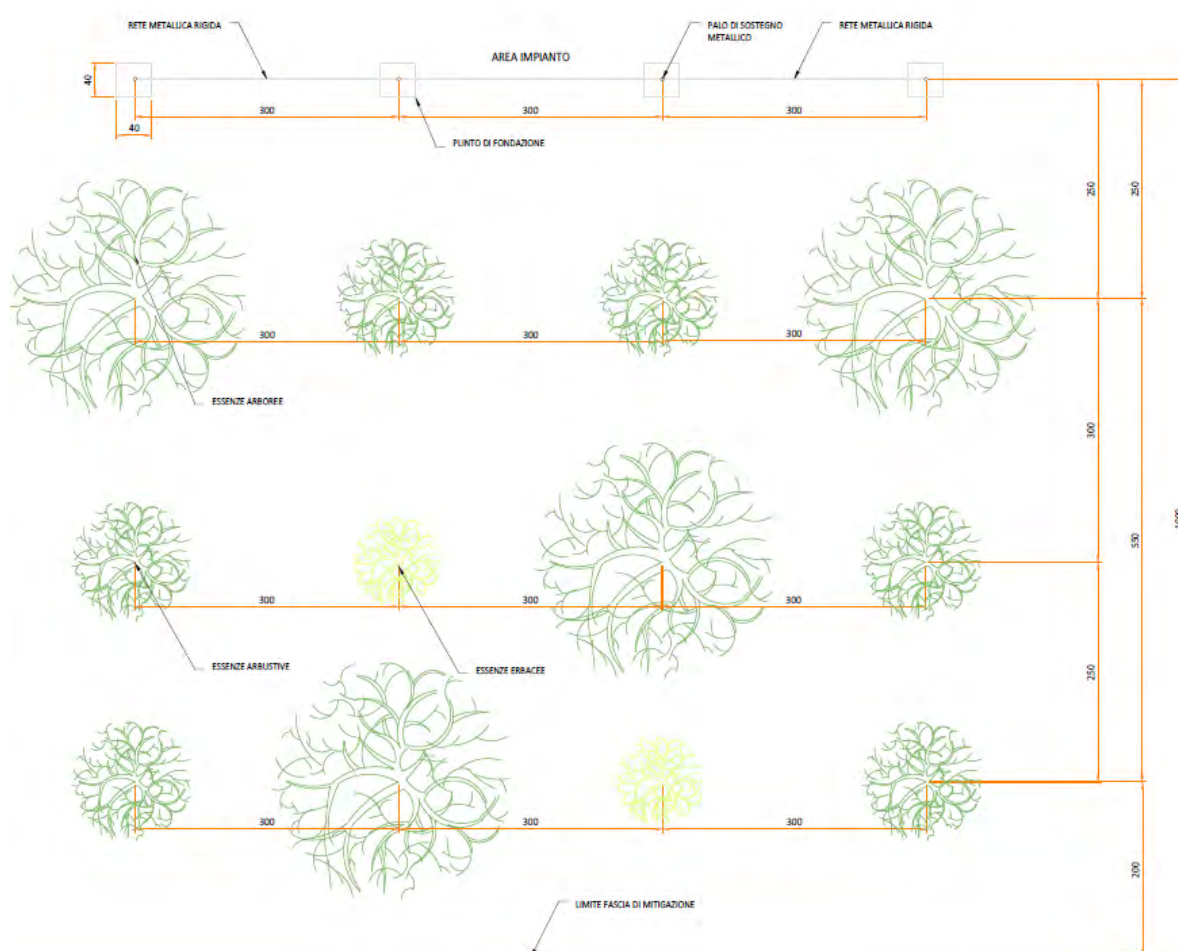 RETE METALLICA RIGIDA
PALO DI SOSTEGNO
METALLICO
RETE METALLICA RIGIDA
AREA IMPIANTO
40
300
300
300
40
PLINTO DI FONDAZIONE
250
250
300
300
300
ESSENZE ARBOREE
300
550
1000
300
300
300
ESSENZE ARBUSTIVE
ESSENZE ERBACEE
250
300
300
300
200
LIMITE FASCIA DI MITIGAZIONE